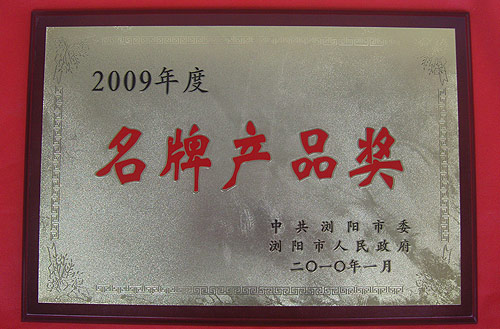 2009年度
名牌产品奖
中共浏阳市委
浏阳市人民政府
二〇一〇年一月